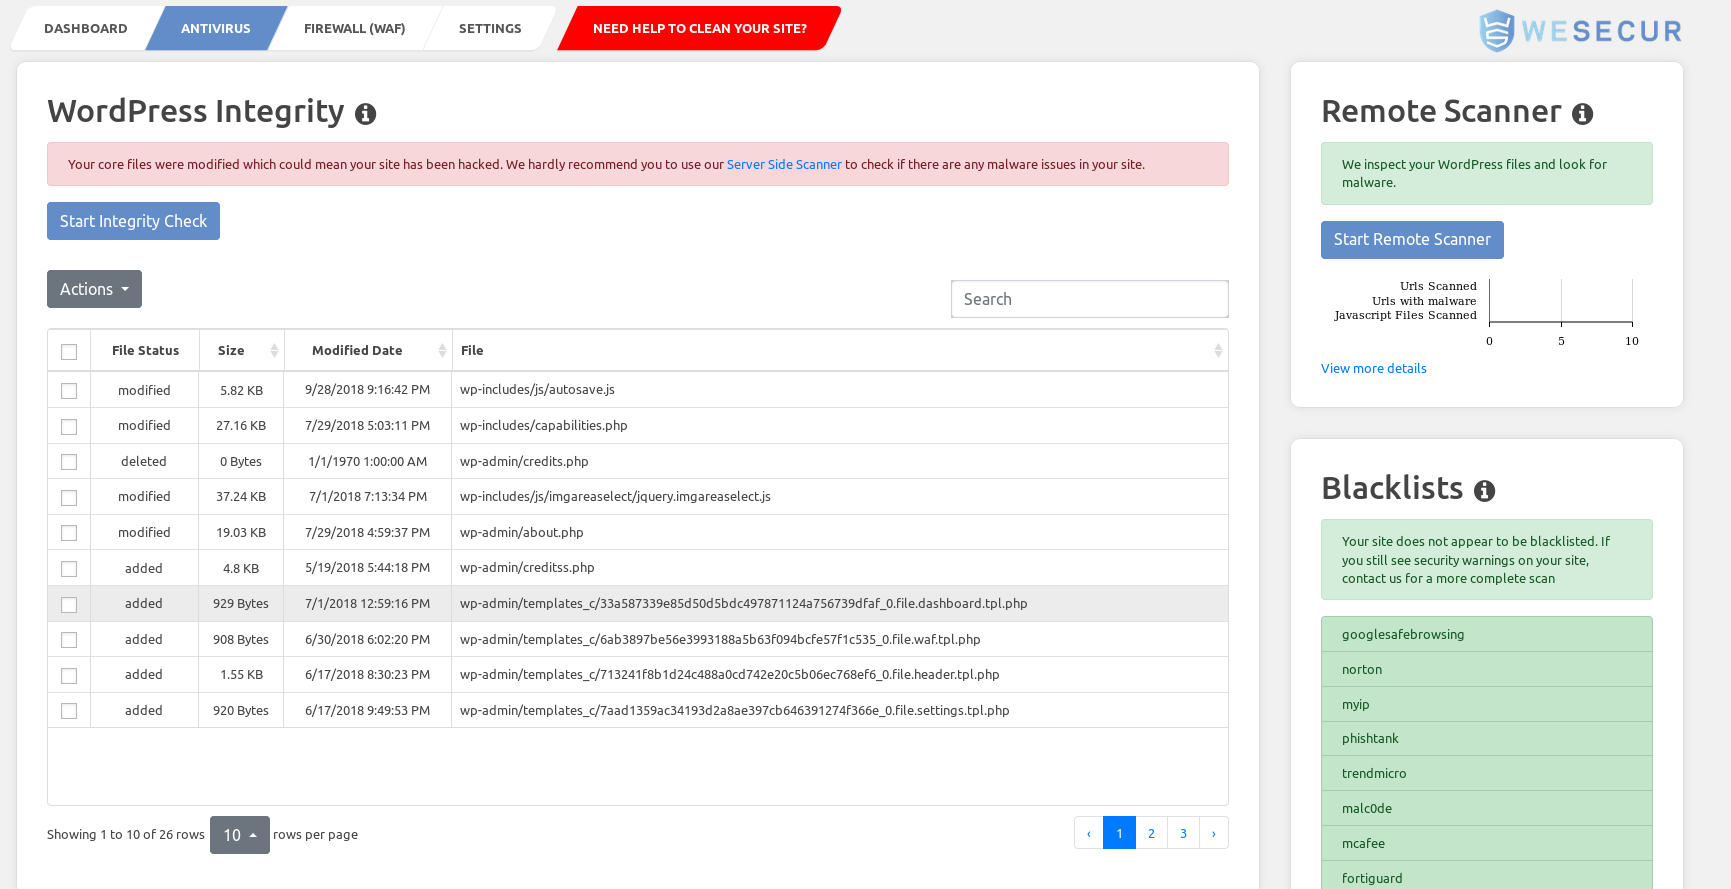 DASHBOARD ANTIVIRUS FIREWALL (WAF) SETTINGS NEED HELP TO CLEAN YOUR SITE? WESECUR
WordPress Integrity
Your core files were modified which could mean your site has been hacked. We hardly recommend you to use our Server Side Scanner to check if there are any malware issues in your site.
Start Integrity Check
Actions
Search
File Status Size Modified Date File
modified 5.82 KB 9/28/2018 9:16:42 PM wp-includes/js/autosave.js
modified 27.16 KB 7/29/2018 5:03:11 PM wp-includes/capabilities.php
deleted 0 Bytes 1/1/1970 1:00:00 AM wp-admin/credits.php
modified 37.24 KB 7/1/2018 7:13:34 PM wp-includes/js/imgareaselect/jquery.imgareaselect.js
modified 19.03 KB 7/29/2018 4:59:37 PM wp-admin/about.php
added 4.8 KB 5/19/2018 5:44:18 PM wp-admin/creditss.php
added 929 Bytes 7/1/2018 12:59:16 PM wp-admin/templates_c/33a587339e85d50d5bdc497871124a756739dfaf_0.file.dashboard.tpl.php
added 908 Bytes 6/30/2018 6:02:20 PM wp-admin/templates_c/6ab3897be56e3993188a5b63f094bcfe57f1c535_0.file.waf.tpl.php
added 1.55 KB 6/17/2018 8:30:23 PM wp-admin/templates_c/713241f8b1d24c488a0cd742e20c5b06ec768ef6_0.file.header.tpl.php
added 920 Bytes 6/17/2018 9:49:53 PM wp-admin/templates_c/7aad1359ac34193d2a8ae397cb646391274f366e_0.file.settings.tpl.php
Showing 1 to 10 of 26 rows 10 rows per page
‹ 1 2 3 ›
Remote Scanner
We inspect your WordPress files and look for
malware.
Start Remote Scanner
Urls Scanned
Urls with malware
Javascript Files Scanned
0 5 10
View more details
Blacklists
Your site does not appear to be blacklisted. If
you still see security warnings on your site,
contact us for a more complete scan
googlesafebrowsing
norton
myip
phishtank
trendmicro
malc0de
mcafee
fortiguard